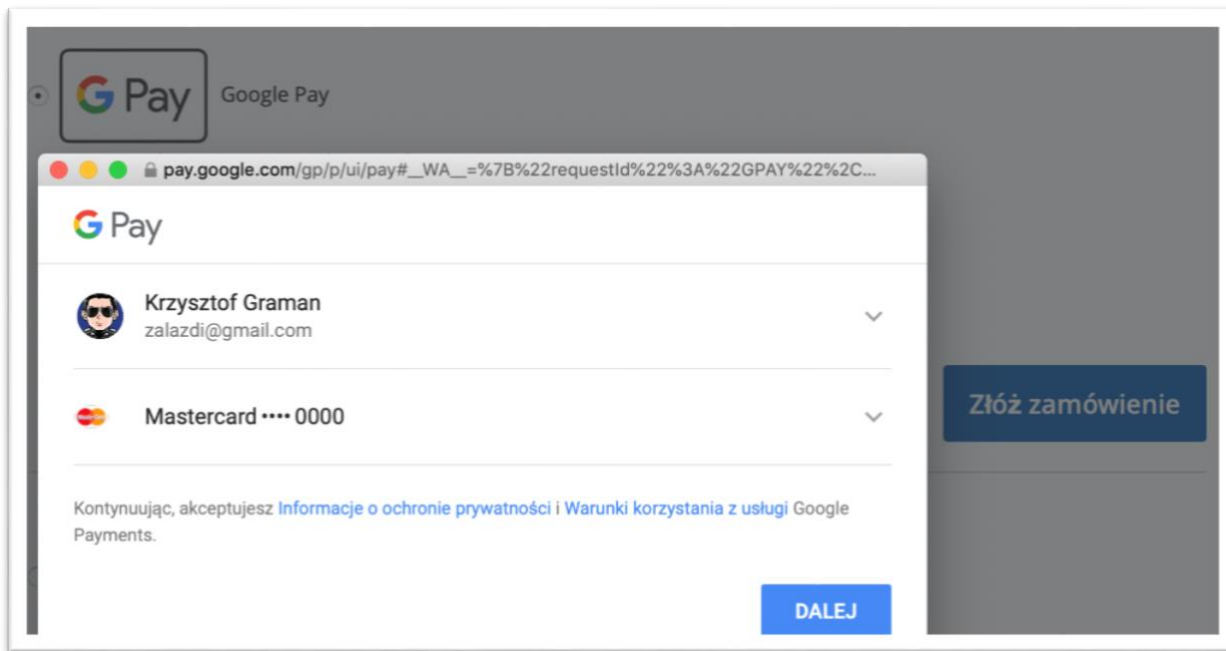 G Pay Google Pay
pay.google.com/gp/p/ui/pay#__WA__=%7B%22requestId%22%3A%22GPAY%22%2C...
G Pay
Krzysztof Graman
zalazdi@gmail.com
Złóż zamówienie
Mastercard •••• 0000
Kontynuując, akceptujesz Informacje o ochronie prywatności i Warunki korzystania z usługi Google
Payments.
DALEJ